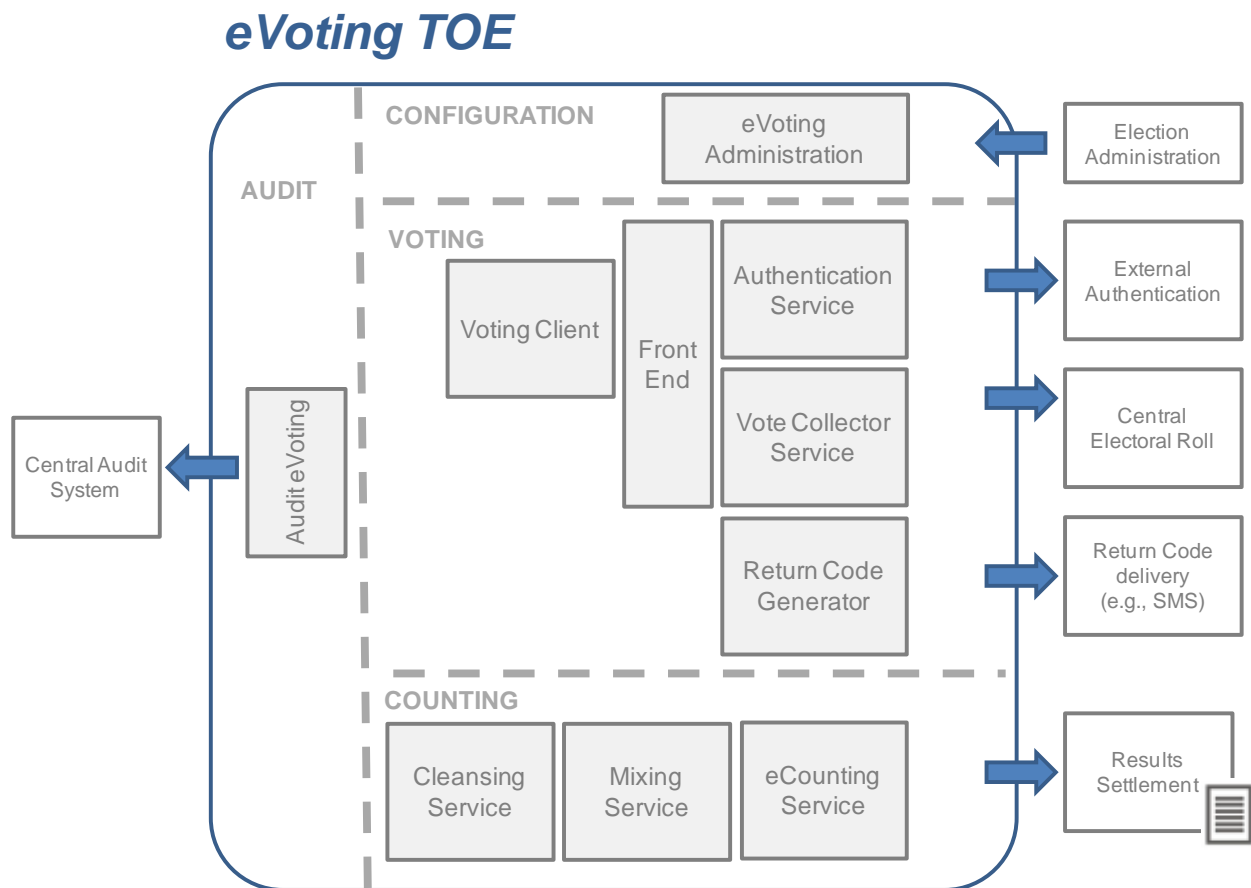 eVoting TOE
CONFIGURATION
eVoting
Administration
Election
Administration
AUDIT
VOTING
Voting Client
Front
End
Authentication
Service
External
Authentication
Vote Collector
Service
Central
Electoral Roll
Central Audit
System
Audit eVoting
Return Code
Generator
Return Code
delivery
(e.g., SMS)
COUNTING
Cleansing
Service
Mixing
Service
eCounting
Service
Results
Settlement